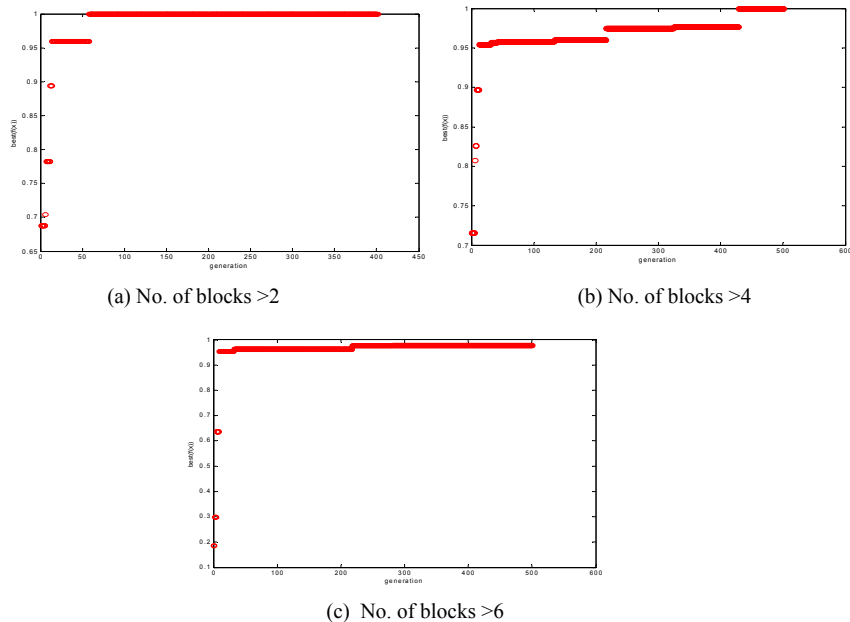 1
0.95
0.9
0.85
0.8
0.75
0.7
0.65
0 50 100 150 200 250 300 350 400 450
generation
best(f(x))
(a) No. of blocks >2
1
0.95
0.9
0.85
0.8
0.75
0.7
0 100 200 300 400 500 600
generation
best(f(x))
(b) No. of blocks >4
1
0.9
0.8
0.7
0.6
0.5
0.4
0.3
0.2
0.1
0 100 200 300 400 500 600
generation
best(f(x))
(c) No. of blocks >6